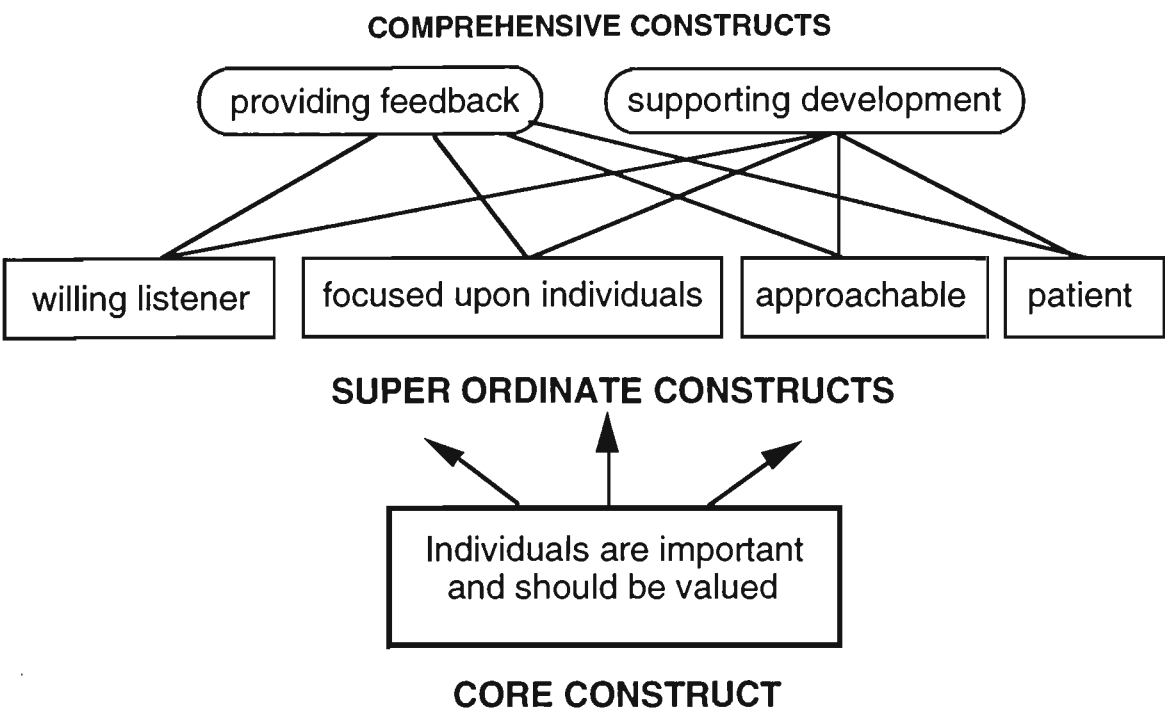 COMPREHENSIVE CONSTRUCTS
providing feedback
supporting development
willing listener
focused upon individuals
approachable
patient
SUPER ORDINATE CONSTRUCTS
Individuals are important
and should be valued
CORE CONSTRUCT